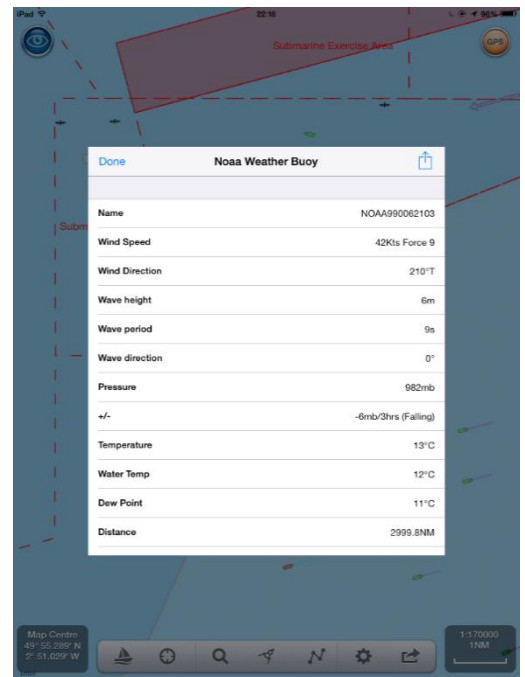 iPad 22:16 96%
Submarine Exercise Area
GPS
Done Noaa Weather Buoy
Subm
Name NOAA990062103
Wind Speed 42Kts Force 9
Wind Direction 210°T
Wave height 6m
Wave period 9s
Wave direction 0°
Pressure 982mb
+/- -6mb/3hrs (Falling)
Temperature 13°C
Water Temp 12°C
Dew Point 11°C
Distance 2999.8NM
Map Centre
49° 55.289' N
2° 51.029' W
1:170000
1NM